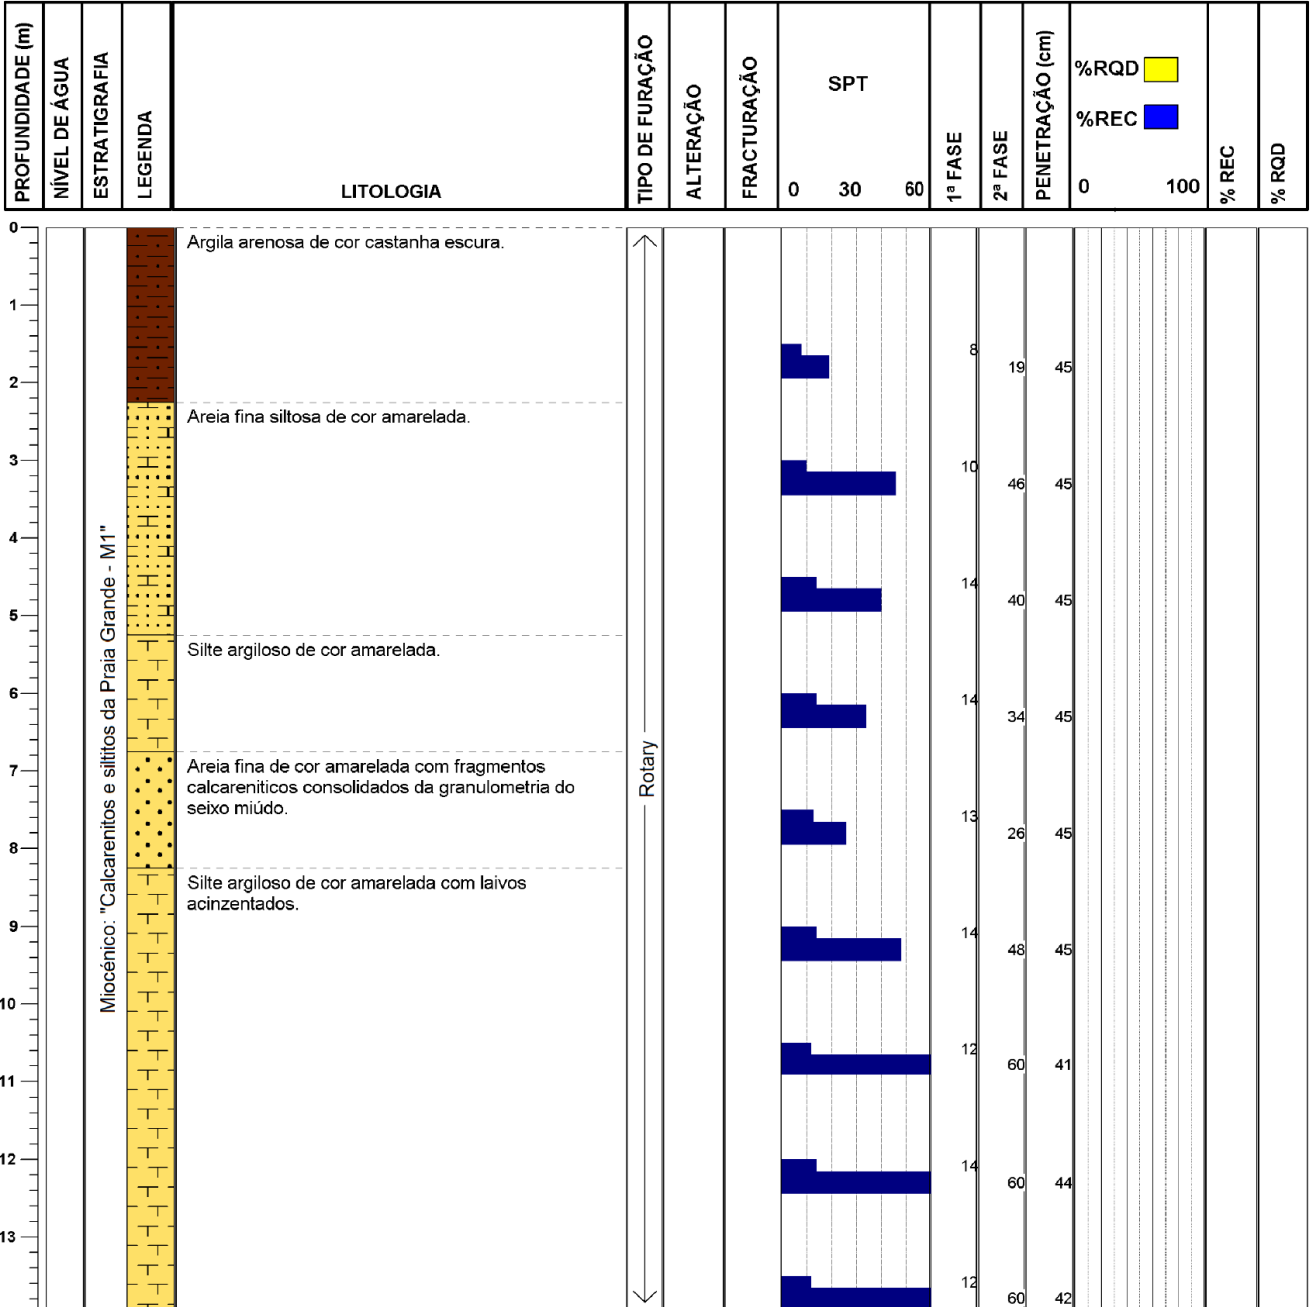 PROFUNDIDADE (m)
NÍVEL DE ÁGUA
ESTRATIGRAFIA
LEGENDA
LITOLOGIA
TIPO DE FURAÇÃO
ALTERAÇÃO
FRACTURAÇÃO
SPT
0 30 60
1ª FASE
2ª FASE
PENETRAÇÃO (cm)
%RQD
%REC
0 100
% REC
% RQD
0
Argila arenosa de cor castanha escura.
1
8 19 45
2
Areia fina siltosa de cor amarelada.
3
10 46 45
4
14 40 45
5
Silte argiloso de cor amarelada.
6
14 34 45
Miocénico: "Calcarenitos e siltitos da Praia Grande - M1"
Rotary
7
Areia fina de cor amarelada com fragmentos
calcareniticos consolidados da granulometria do
seixo miúdo.
13 26 45
8
Silte argiloso de cor amarelada com laivos
acinzentados.
9
14 48 45
10
12 60 41
11
12
14 60 44
13
12 60 42